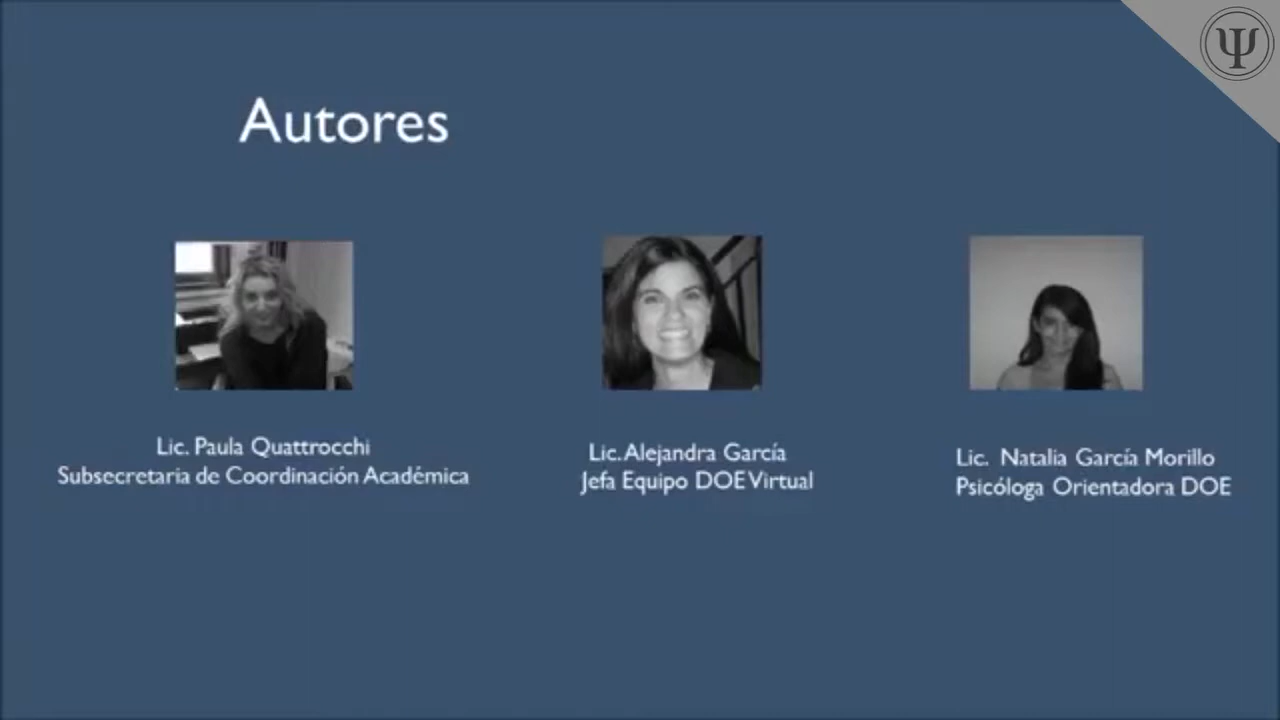 Ψ
Autores
Lic. Paula Quattrocchi
Subsecretaria de Coordinación Académica
Lic. Alejandra García
Jefa Equipo DOE Virtual
Lic. Natalia García Morillo
Psicóloga Orientadora DOE